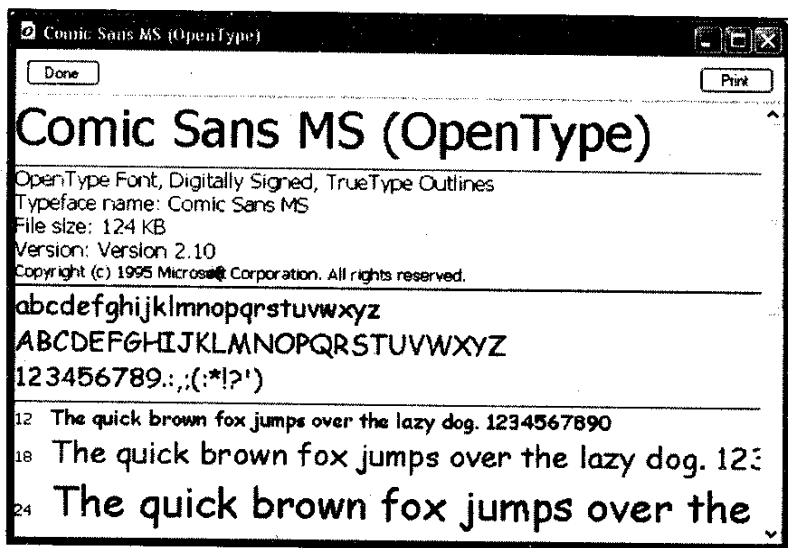 Comic Sans MS (OpenType)
Done
Print
Comic Sans MS (OpenType)
OpenType Font, Digitally Signed, TrueType Outlines
Typeface name: Comic Sans MS
File size: 124 KB
Version: Version 2.10
Copyright (c) 1995 Microsoft Corporation. All rights reserved.
abcdefghijklmnopqrstuvwxyz
ABCDEFGHIJKLMNOPQRSTUVWXYZ
123456789.:,;(:*!?')
12 The quick brown fox jumps over the lazy dog. 1234567890
18 The quick brown fox jumps over the lazy dog. 123
24 The quick brown fox jumps over the